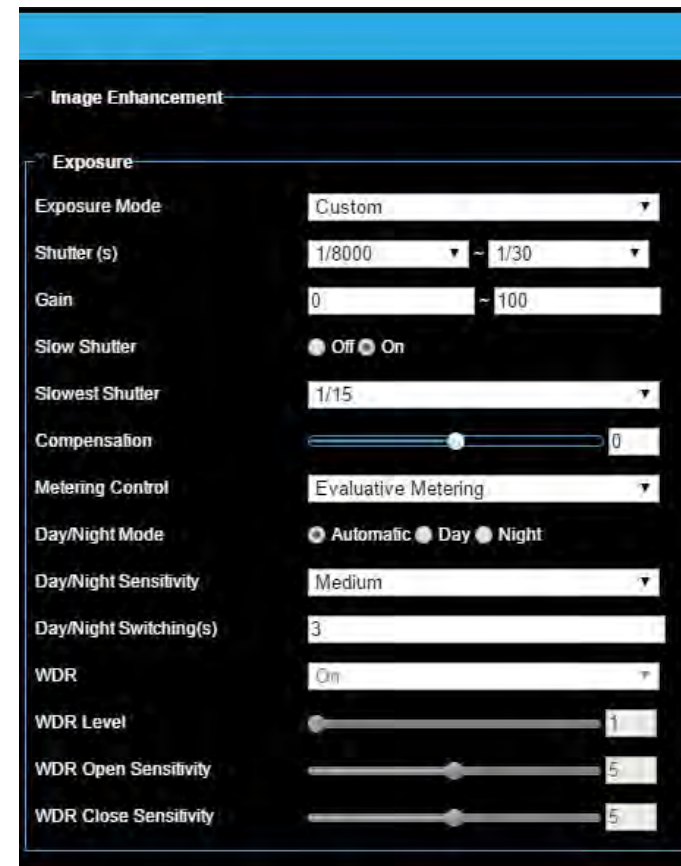 Image Enhancement
Exposure
Exposure Mode Custom
Shutter (s) 1/8000 ~ 1/30
Gain 0 ~ 100
Slow Shutter Off On
Slowest Shutter 1/15
Compensation 0
Metering Control Evaluative Metering
Day/Night Mode Automatic Day Night
Day/Night Sensitivity Medium
Day/Night Switching(s) 3
WDR On
WDR Level 1
WDR Open Sensitivity 5
WDR Close Sensitivity 5